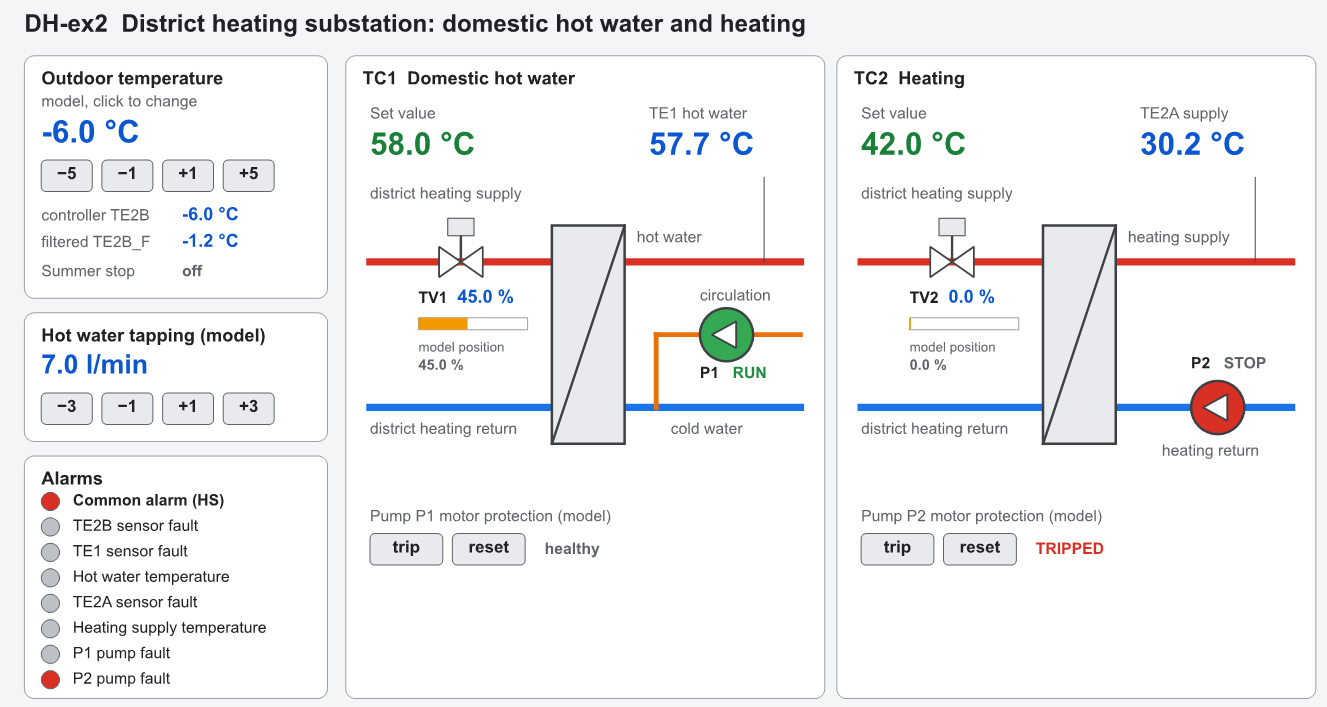 DH-ex2 District heating substation: domestic hot water and heating
Outdoor temperature
model, click to change
-6.0 °C
−5 −1 +1 +5
controller TE2B -6.0 °C
filtered TE2B_F -1.2 °C
Summer stop off
Hot water tapping (model)
7.0 l/min
−3 −1 +1 +3
Alarms
Common alarm (HS)
TE2B sensor fault
TE1 sensor fault
Hot water temperature
TE2A sensor fault
Heating supply temperature
P1 pump fault
P2 pump fault
TC1 Domestic hot water
Set value TE1 hot water
58.0 °C 57.7 °C
district heating supply
hot water
TV1 45.0 %
circulation
model position
45.0 %
P1 RUN
district heating return cold water
Pump P1 motor protection (model)
trip reset healthy
TC2 Heating
Set value TE2A supply
42.0 °C 30.2 °C
district heating supply
heating supply
TV2 0.0 %
model position
0.0 %
P2 STOP
district heating return
heating return
Pump P2 motor protection (model)
trip reset TRIPPED